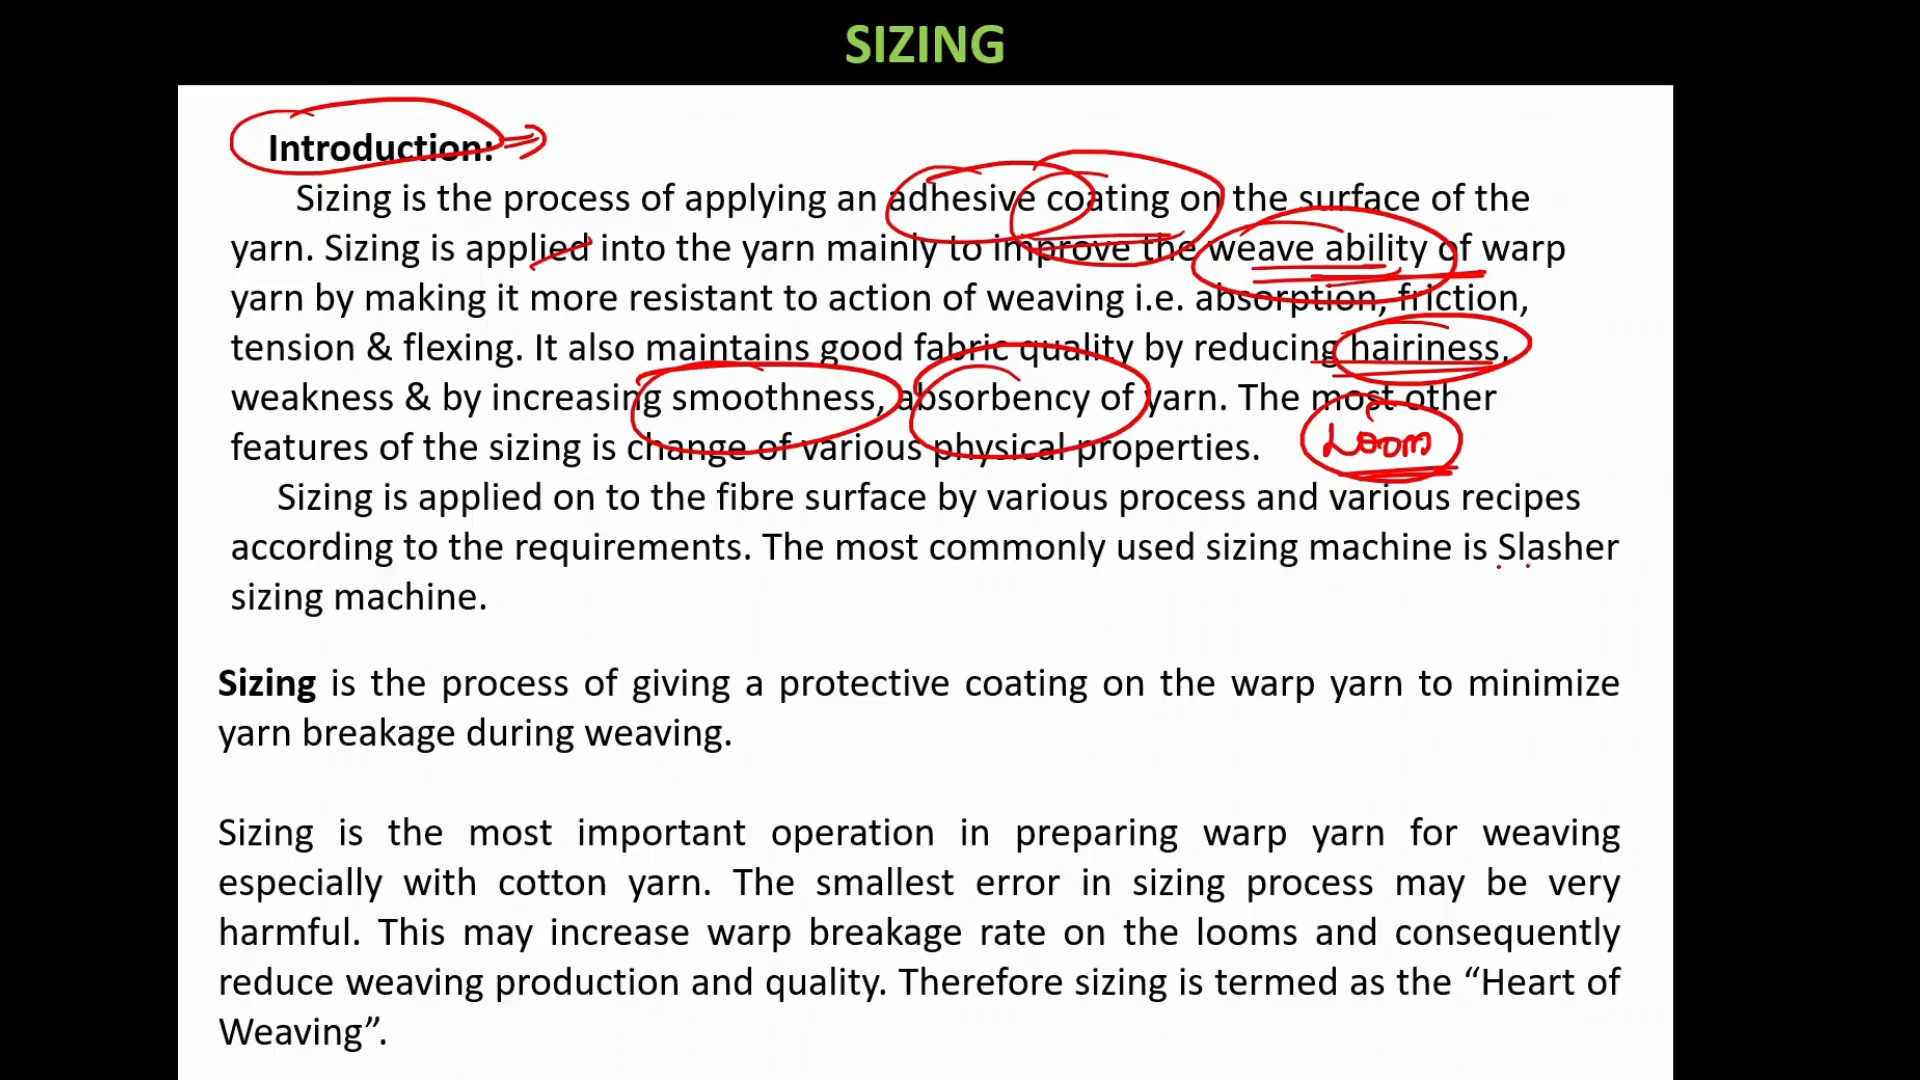 SIZING
Introduction:
Sizing is the process of applying an adhesive coating on the surface of the
yarn. Sizing is applied into the yarn mainly to improve the weave ability of warp
yarn by making it more resistant to action of weaving i.e. absorption, friction,
tension & flexing. It also maintains good fabric quality by reducing hairiness,
weakness & by increasing smoothness, absorbency of yarn. The most other
features of the sizing is change of various physical properties. Loom
Sizing is applied on to the fibre surface by various process and various recipes
according to the requirements. The most commonly used sizing machine is Slasher
sizing machine.
Sizing is the process of giving a protective coating on the warp yarn to minimize
yarn breakage during weaving.
Sizing is the most important operation in preparing warp yarn for weaving
especially with cotton yarn. The smallest error in sizing process may be very
harmful. This may increase warp breakage rate on the looms and consequently
reduce weaving production and quality. Therefore sizing is termed as the “Heart of
Weaving”.